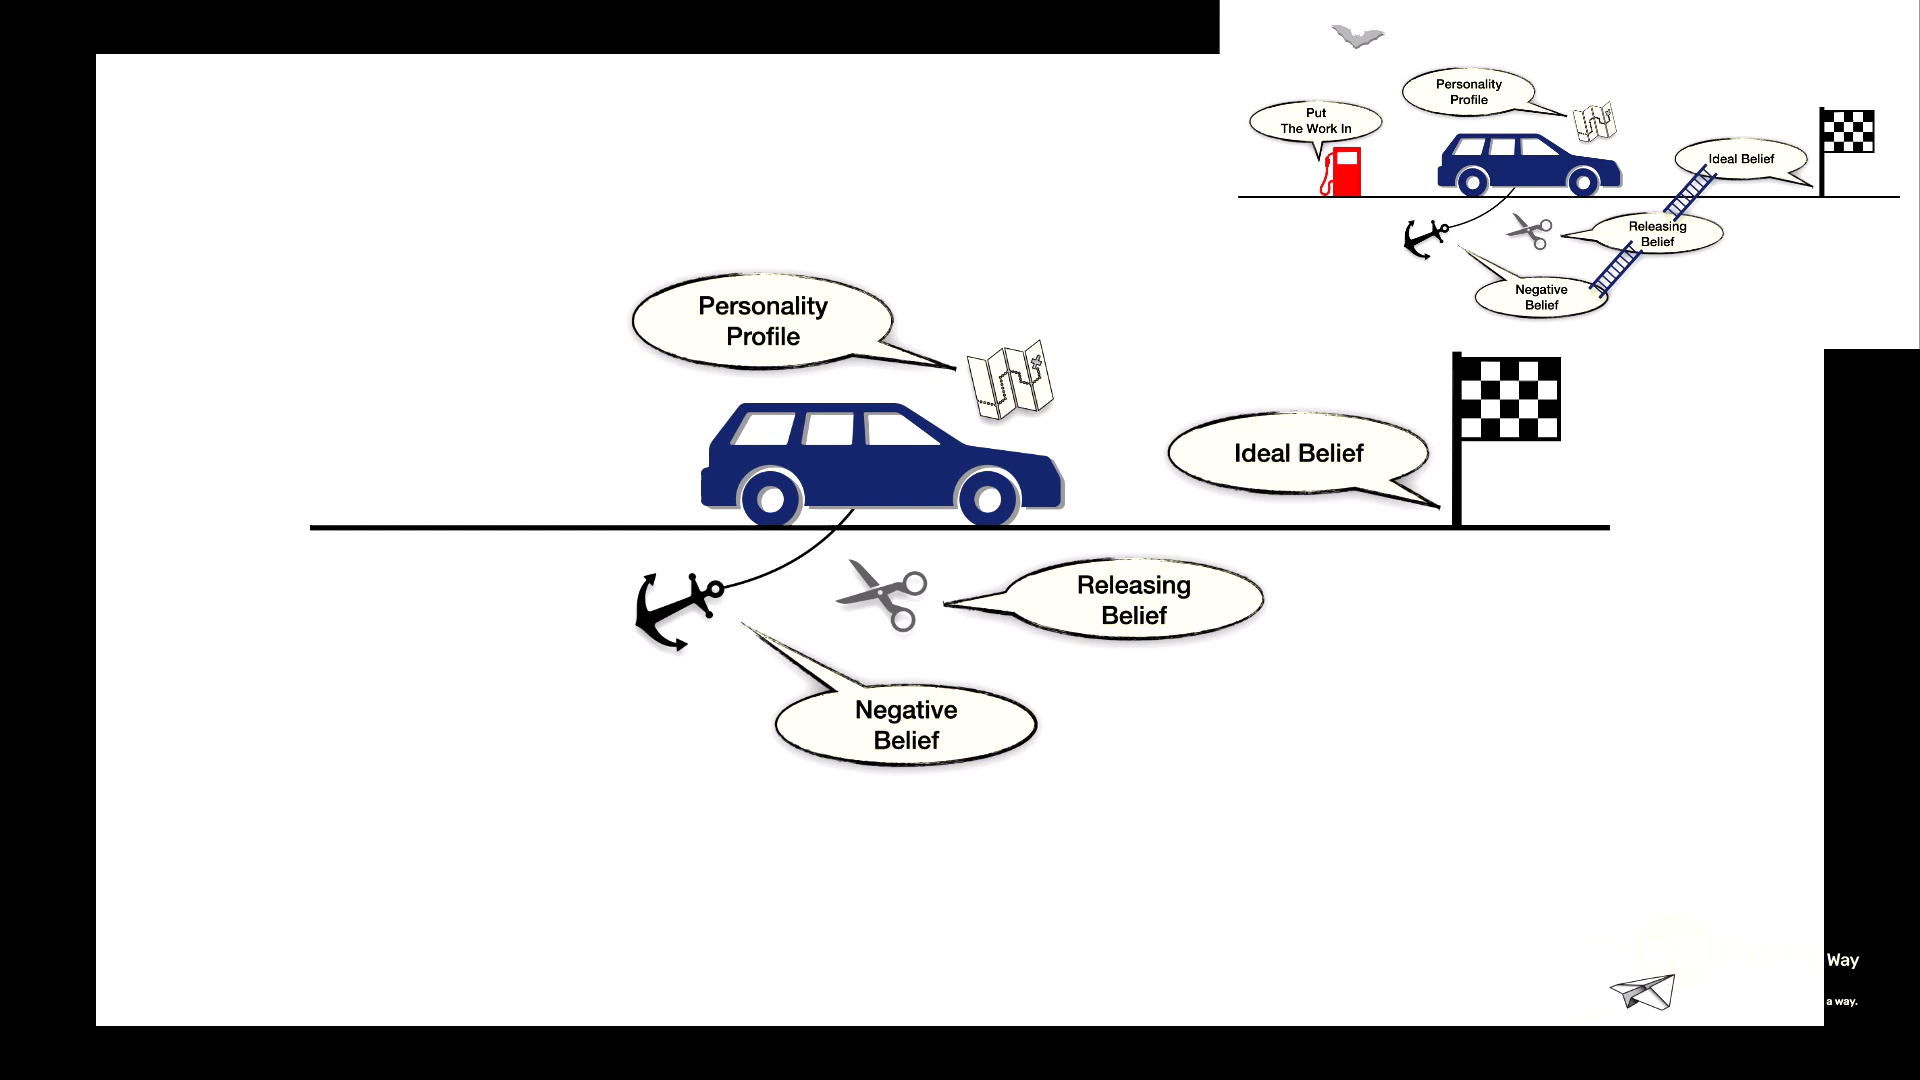 Put
The Work In
Personality
Profile
Ideal Belief
Releasing
Belief
Negative
Belief
Personality
Profile
Ideal Belief
Releasing
Belief
Negative
Belief
Way
a way.